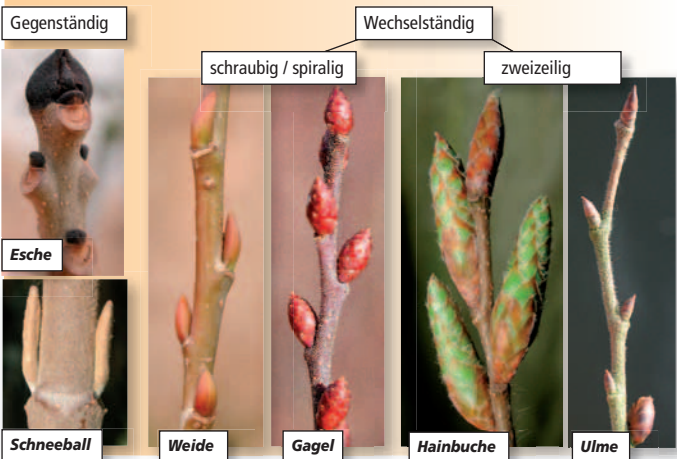 Gegenständig
Wechselständig
schraubig / spiralig
zweizeilig
Esche
Schneeball
Weide
Gagel
Hainbuche
Ulme